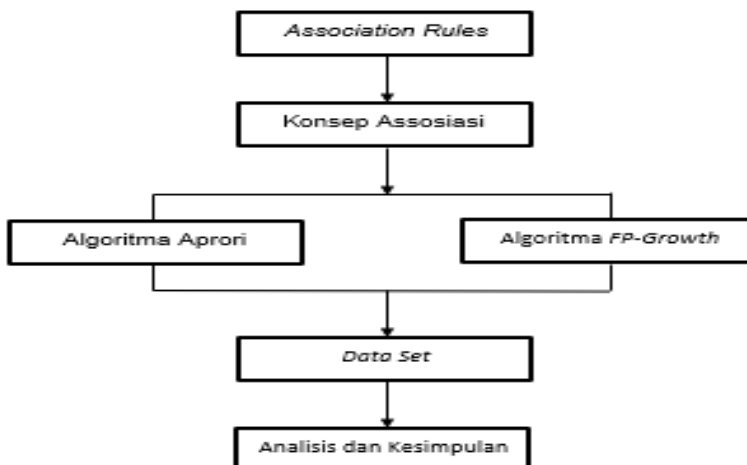 Association Rules
Konsep Assosiasi
Algoritma Aprori
Algoritma FP-Growth
Data Set
Analisis dan Kesimpulan